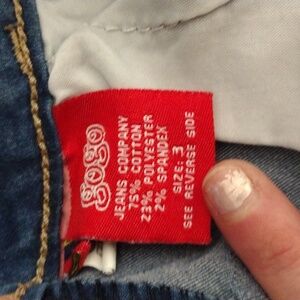 gogo
JEANS COMPANY
75% COTTON
23% POLYESTER
2% SPANDEX
SIZE: 3
SEE REVERSE SIDE